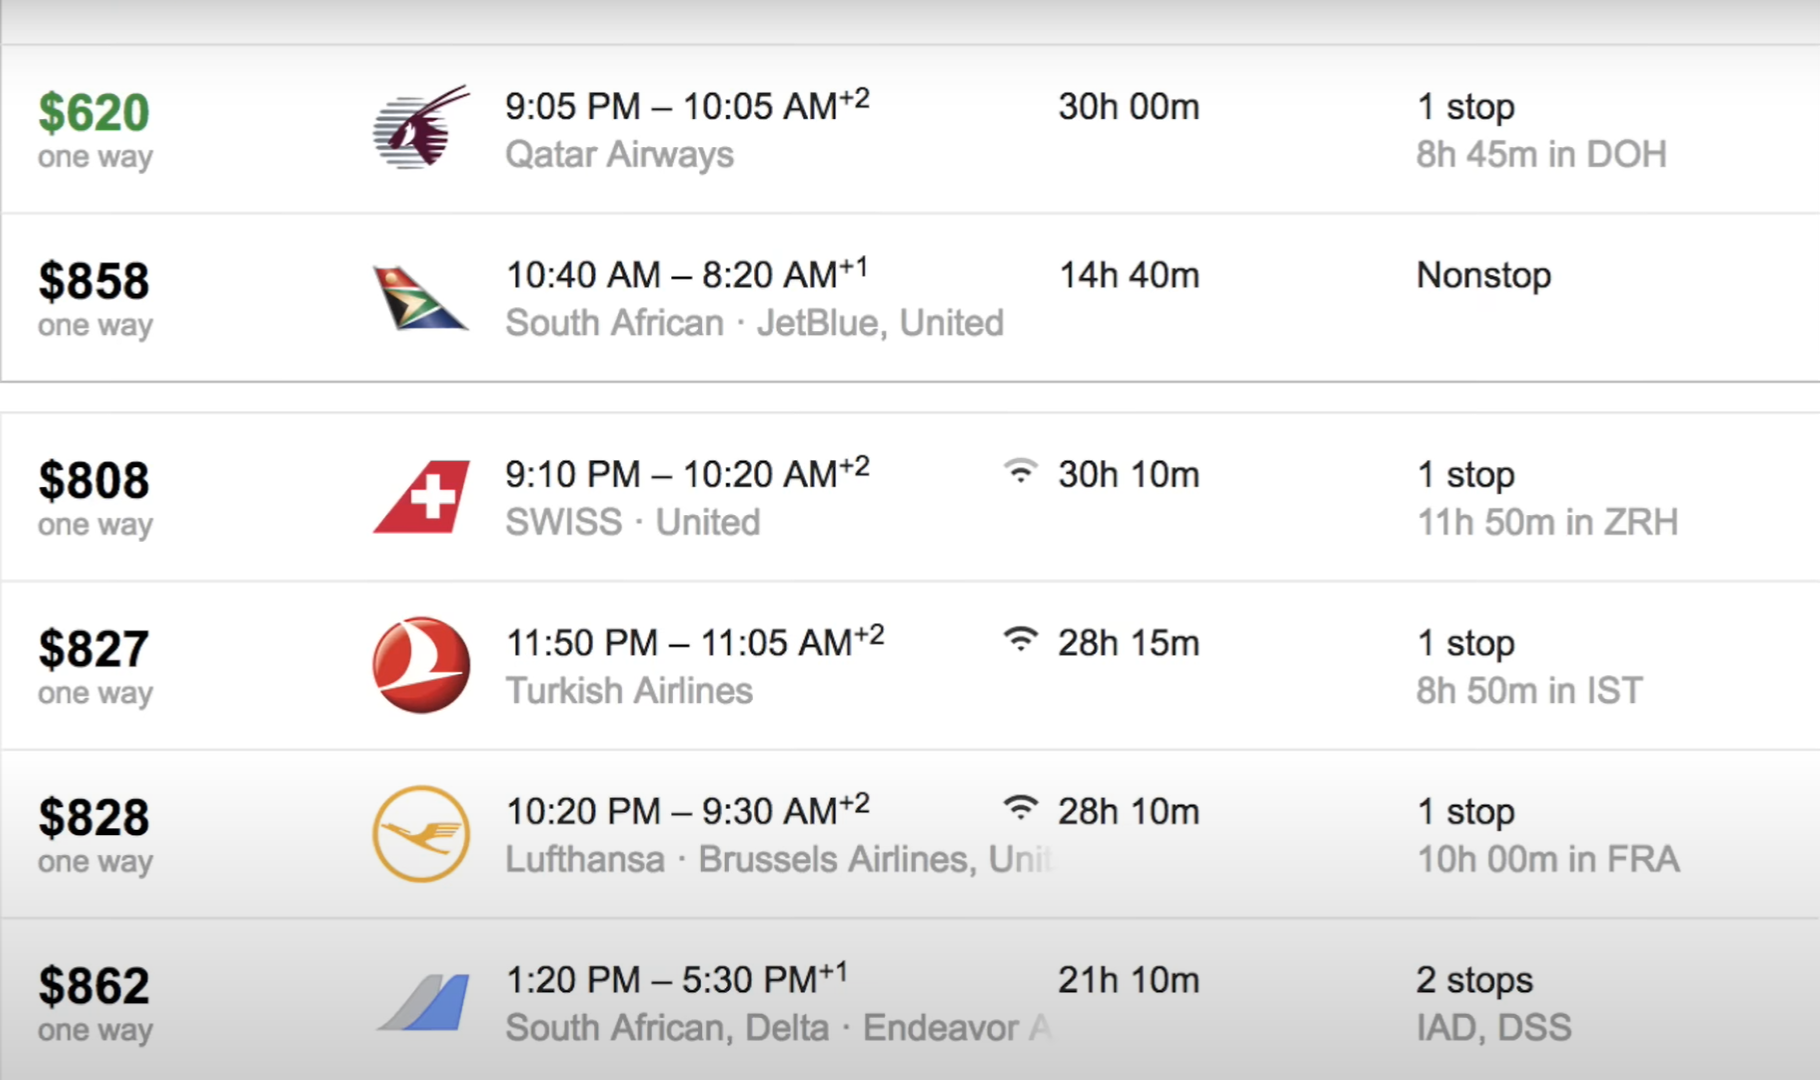 $620 9:05 PM – 10:05 AM+2 30h 00m 1 stop
one way Qatar Airways 8h 45m in DOH
$858 10:40 AM – 8:20 AM+1 14h 40m Nonstop
one way South African · JetBlue, United
$808 9:10 PM – 10:20 AM+2 30h 10m 1 stop
one way SWISS · United 11h 50m in ZRH
$827 11:50 PM – 11:05 AM+2 28h 15m 1 stop
one way Turkish Airlines 8h 50m in IST
$828 10:20 PM – 9:30 AM+2 28h 10m 1 stop
one way Lufthansa · Brussels Airlines, Unit 10h 00m in FRA
$862 1:20 PM – 5:30 PM+1 21h 10m 2 stops
one way South African, Delta · Endeavor A IAD, DSS